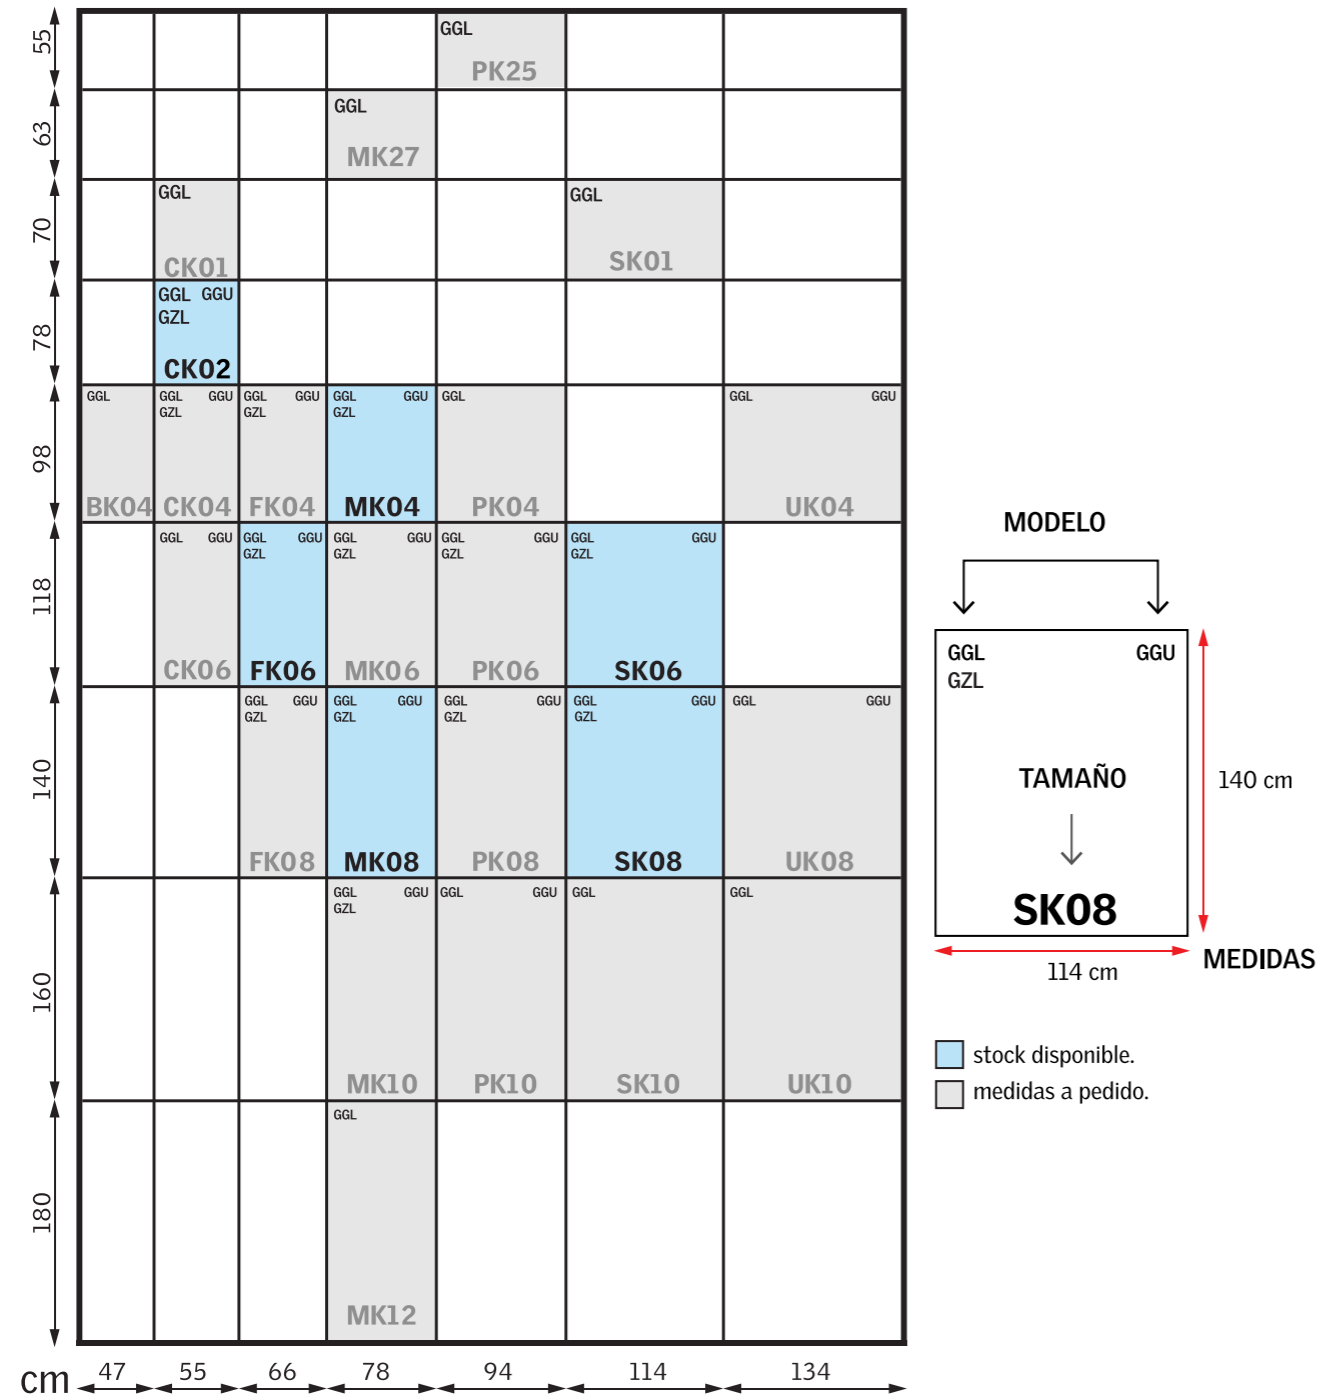 55
GGL
PK25
63
GGL
MK27
70
GGL
CK01
GGL
SK01
78
GGL GGU
GZL
CK02
98
GGL
BK04
GGL GGU
GZL
CK04
GGL GGU
GZL
FK04
GGL GGU
GZL
MK04
GGL
PK04
GGL GGU
UK04
118
GGL GGU
CK06
GGL GGU
GZL
FK06
GGL GGU
GZL
MK06
GGL GGU
GZL
PK06
GGL GGU
GZL
SK06
140
GGL GGU
GZL
FK08
GGL GGU
GZL
MK08
GGL GGU
GZL
PK08
GGL GGU
GZL
SK08
GGL GGU
UK08
160
GGL GGU
GZL
MK10
GGL GGU
PK10
GGL
SK10
GGL
UK10
180
GGL
MK12
cm 47 55 66 78 94 114 134
MODELO
GGL GGU
GZL
TAMAÑO
SK08
140 cm
114 cm
MEDIDAS
stock disponible.
medidas a pedido.